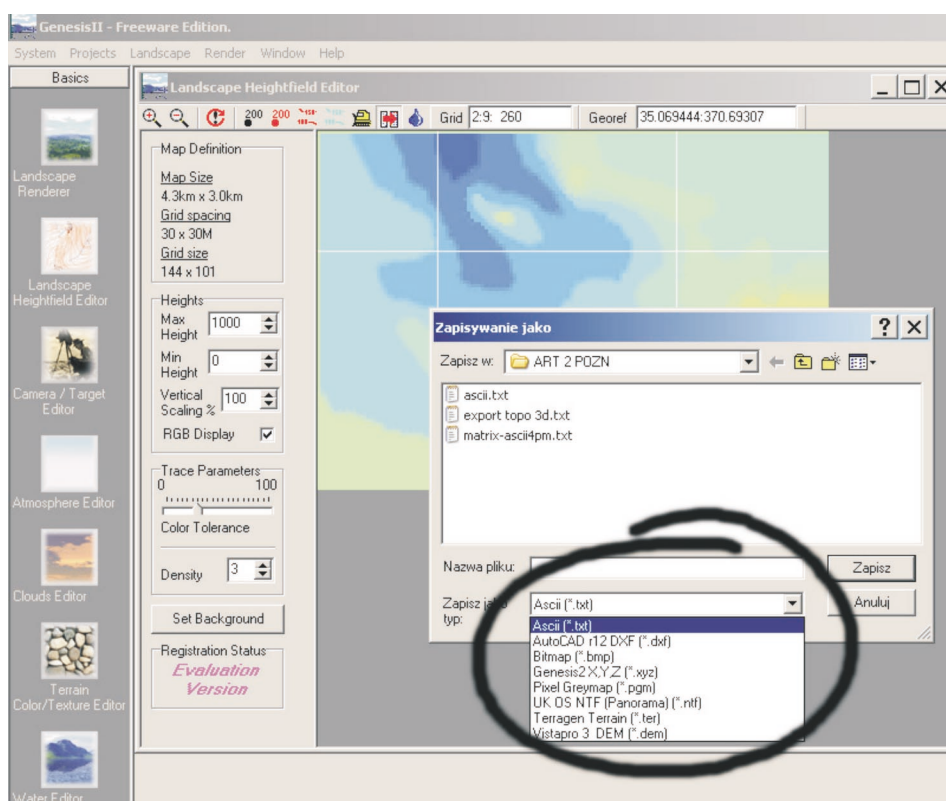 GenesisII - Freeware Edition.
System Projects Landscape Render Window Help
Basics
Landscape
Renderer
Landscape
Heightfield Editor
Camera / Target
Editor
Atmosphere Editor
Clouds Editor
Terrain
Color/Texture Editor
Water Editor
Landscape Heightfield Editor
200 200
Grid 2:9: 260 Georef 35.069444:370.69307
Map Definition
Map Size
4.3km x 3.0km
Grid spacing
30 x 30M
Grid size
144 x 101
Heights
Max
Height 1000
Min
Height 0
Vertical
Scaling % 100
RGB Display
Trace Parameters
0 100
Color Tolerance
Density 3
Set Background
Registration Status
Evaluation
Version
Zapisywanie jako
Zapisz w: ART 2 POZN
ascii.txt
export topo 3d.txt
matrix-ascii4pm.txt
Nazwa pliku: Zapisz
Zapisz jako
typ: Ascii (*.txt) Anuluj
Ascii (*.txt)
AutoCAD r12 DXF (*.dxf)
Bitmap (*.bmp)
Genesis2 X,Y,Z (*.xyz)
Pixel Greymap (*.pgm)
UK OS NTF (Panorama) (*.ntf)
Terragen Terrain (*.ter)
Vistapro 3 DEM (*.dem)